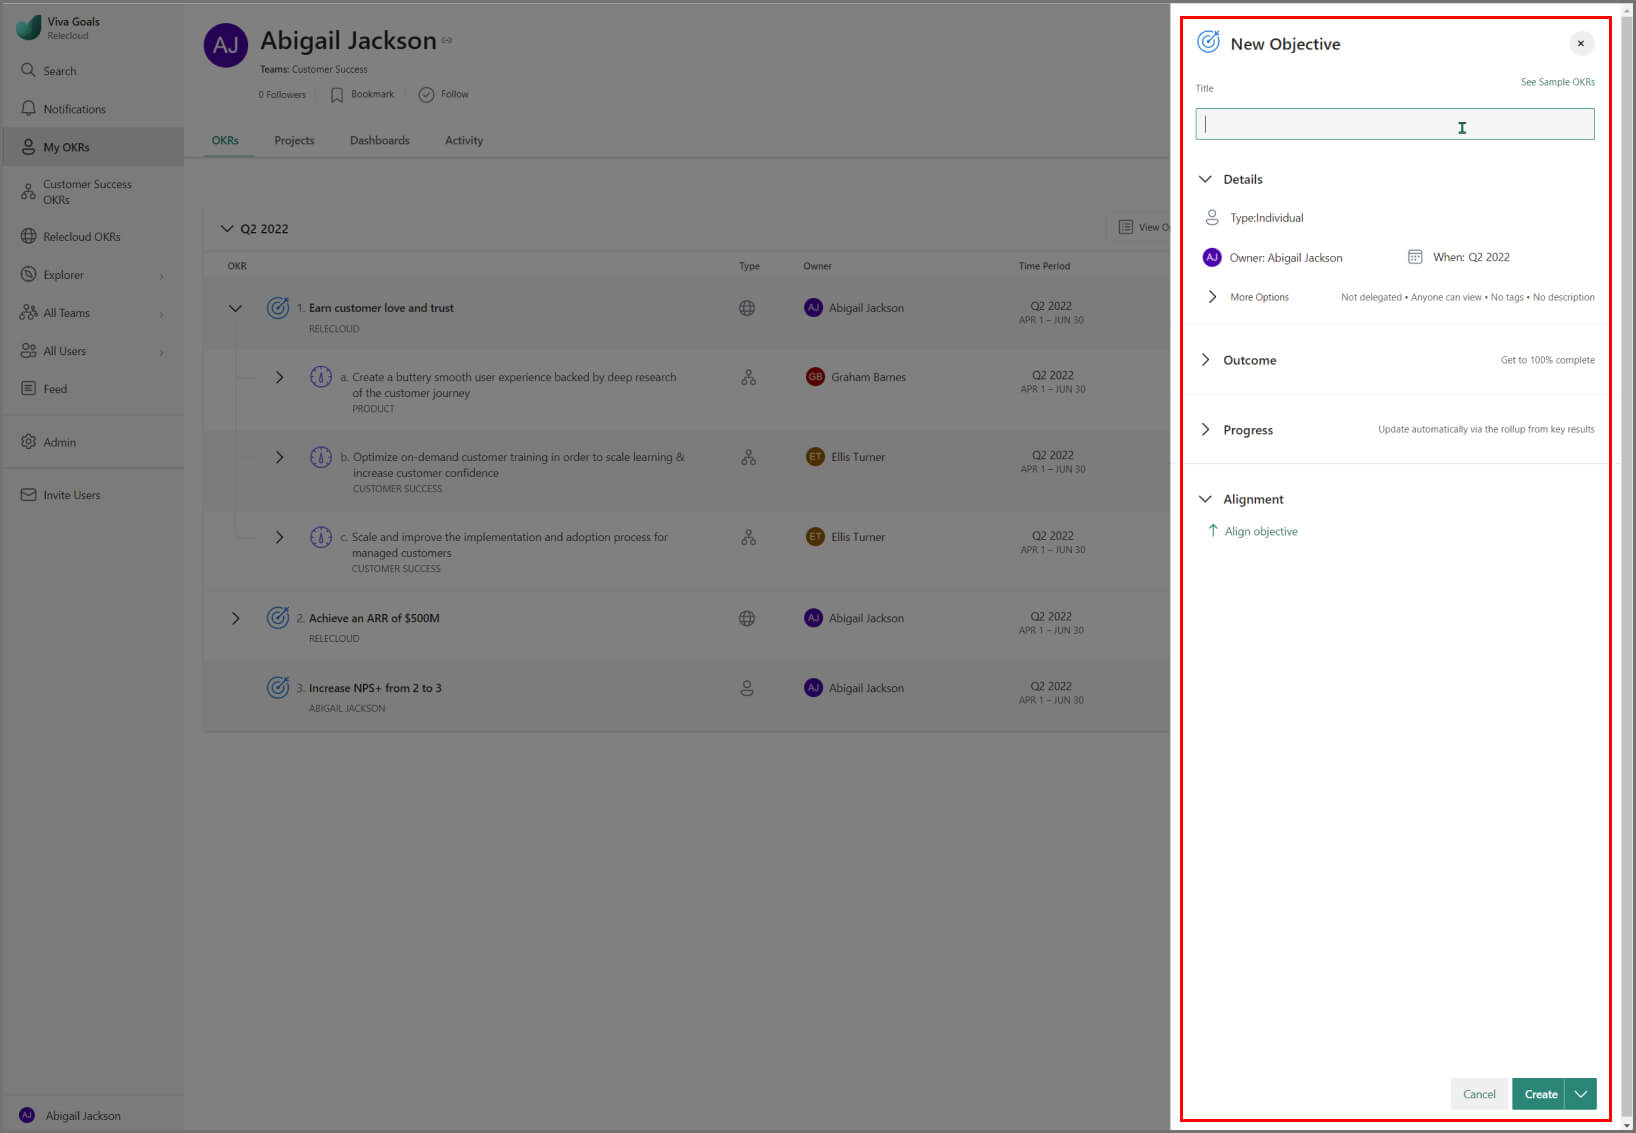 Viva Goals
Relecloud
Search
Notifications
My OKRs
Customer Success
OKRs
Relecloud OKRs
Explorer
All Teams
All Users
Feed
Admin
Invite Users
AJ Abigail Jackson
AJ
Abigail Jackson
Teams: Customer Success
0 Followers Bookmark Follow
OKRs Projects Dashboards Activity
Q2 2022 View O
OKR Type Owner Time Period
1. Earn customer love and trust AJ Abigail Jackson Q2 2022
RELECLOUD APR 1 – JUN 30
a. Create a buttery smooth user experience backed by deep research GB Graham Barnes Q2 2022
of the customer journey APR 1 – JUN 30
PRODUCT
b. Optimize on-demand customer training in order to scale learning & ET Ellis Turner Q2 2022
increase customer confidence APR 1 – JUN 30
CUSTOMER SUCCESS
c. Scale and improve the implementation and adoption process for ET Ellis Turner Q2 2022
managed customers APR 1 – JUN 30
CUSTOMER SUCCESS
2. Achieve an ARR of $500M AJ Abigail Jackson Q2 2022
RELECLOUD APR 1 – JUN 30
3. Increase NPS+ from 2 to 3 AJ Abigail Jackson Q2 2022
ABIGAIL JACKSON APR 1 – JUN 30
New Objective
See Sample OKRs
Title
Details
Type:Individual
AJ Owner: Abigail Jackson When: Q2 2022
More Options Not delegated • Anyone can view • No tags • No description
Outcome Get to 100% complete
Progress Update automatically via the rollup from key results
Alignment
Align objective
Cancel Create